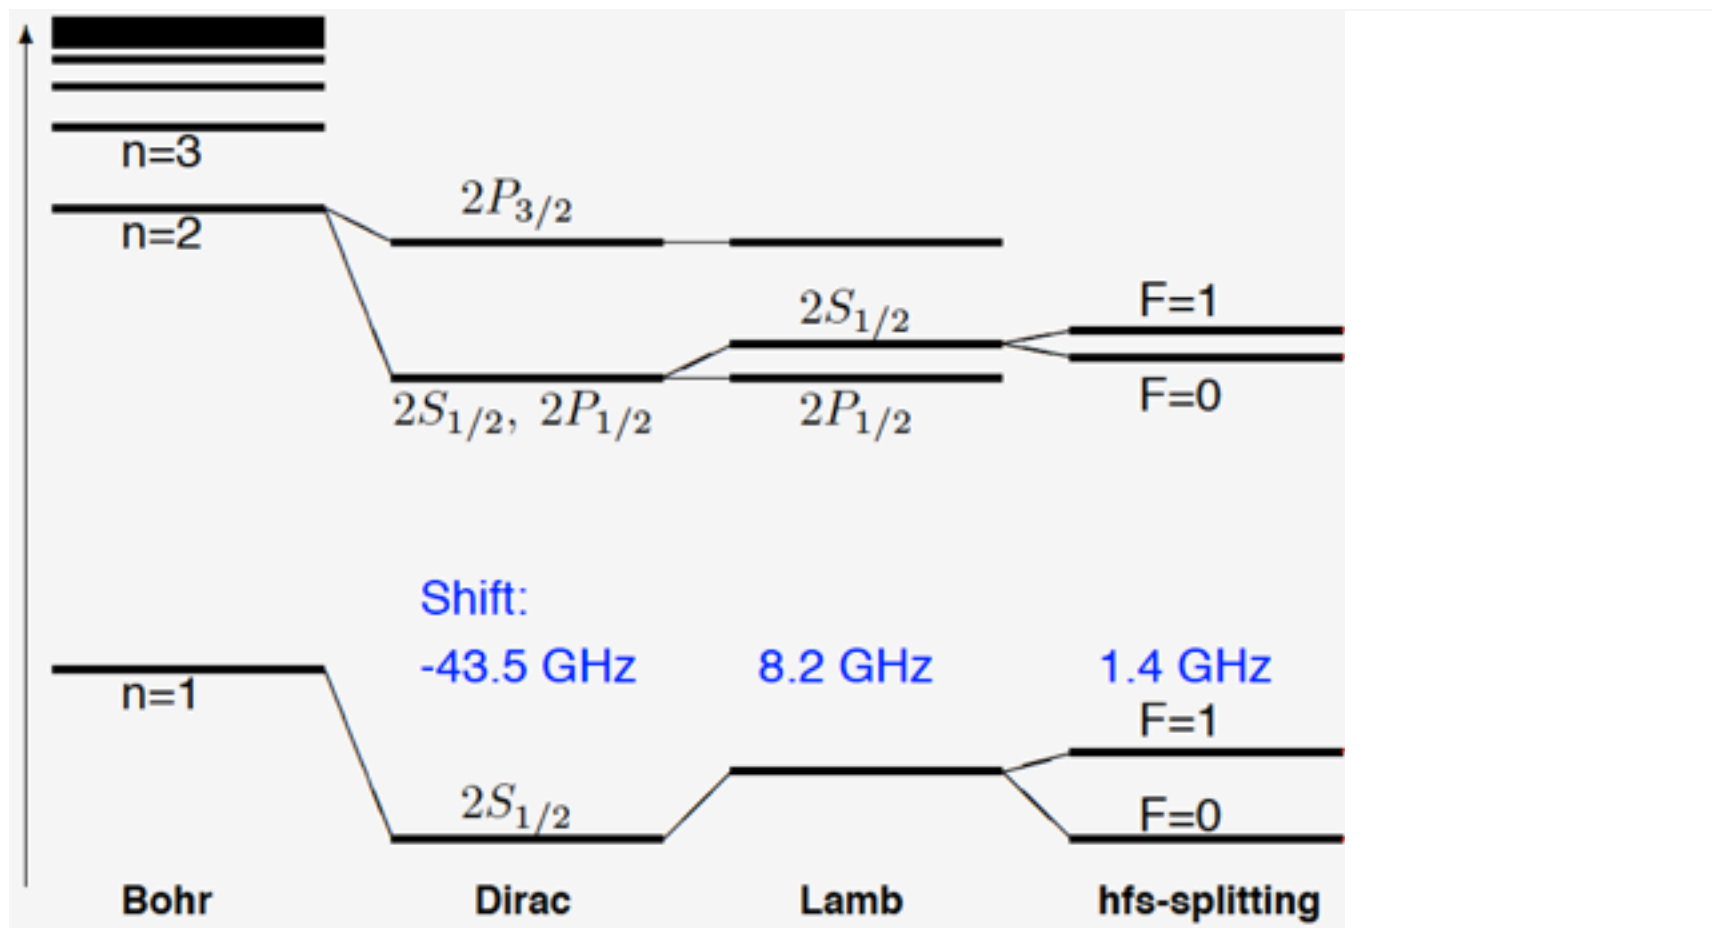 n=3
2P3/2
n=2
F=1
2S1/2
F=0
2S1/2, 2P1/2
2P1/2
Shift:
-43.5 GHz
8.2 GHz
1.4 GHz
n=1
F=1
2S1/2
F=0
Bohr
Dirac
Lamb
hfs-splitting